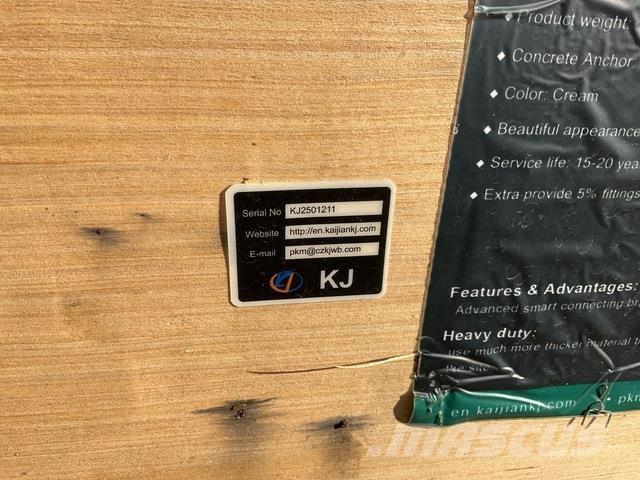 Serial No KJ2501211
Website http://en.kaijiankj.com
E-mail pkm@czkjwb.com
KJ
Product weight:
Concrete Anchor:
Color: Cream
Beautiful appearance
Service life: 15-20
Extra provide 5% fittings
Features & Advantages:
Advanced smart connecting
Heavy duty:
use much more thicker material
the
en.kaijiankj.com
MASCUS